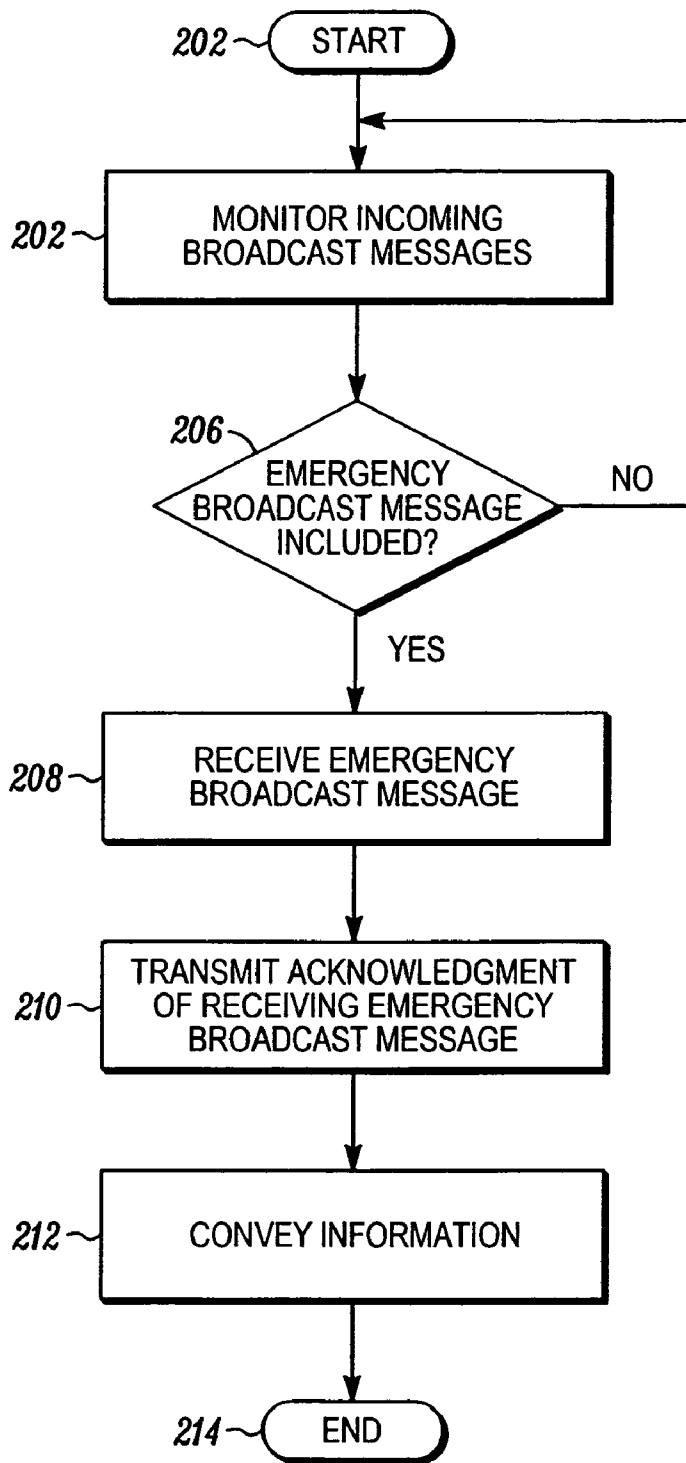 202 START
202 MONITOR INCOMING
BROADCAST MESSAGES
206
EMERGENCY
BROADCAST MESSAGE
INCLUDED?
NO
YES
208 RECEIVE EMERGENCY
BROADCAST MESSAGE
210 TRANSMIT ACKNOWLEDGMENT
OF RECEIVING EMERGENCY
BROADCAST MESSAGE
212 CONVEY INFORMATION
214 END